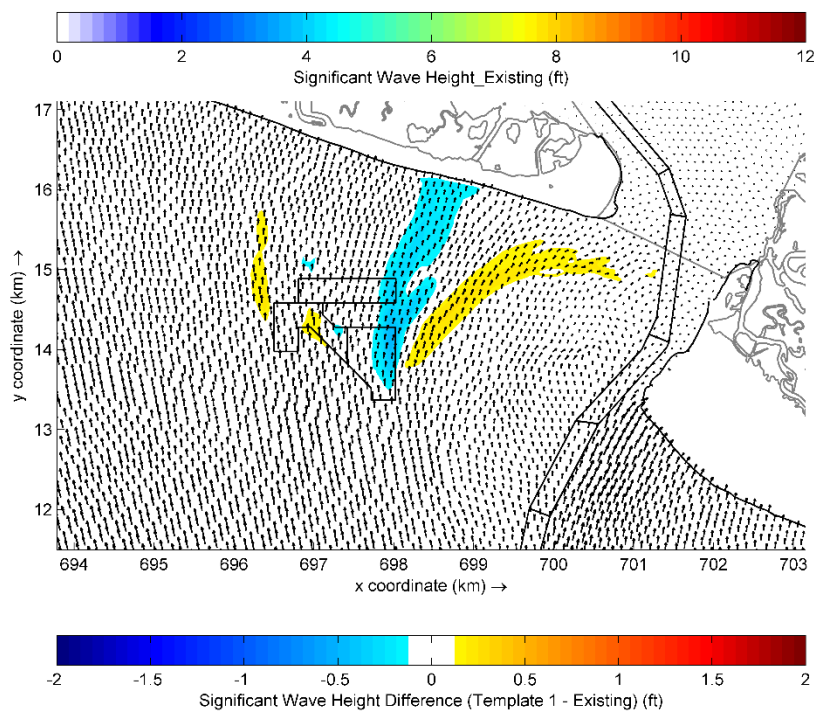 0 2 4 6 8 10 12
Significant Wave Height_Existing (ft)
17
16
15
14
13
12
y coordinate (km) →
694 695 696 697 698 699 700 701 702 703
x coordinate (km) →
-2 -1.5 -1 -0.5 0 0.5 1 1.5 2
Significant Wave Height Difference (Template 1 - Existing) (ft)